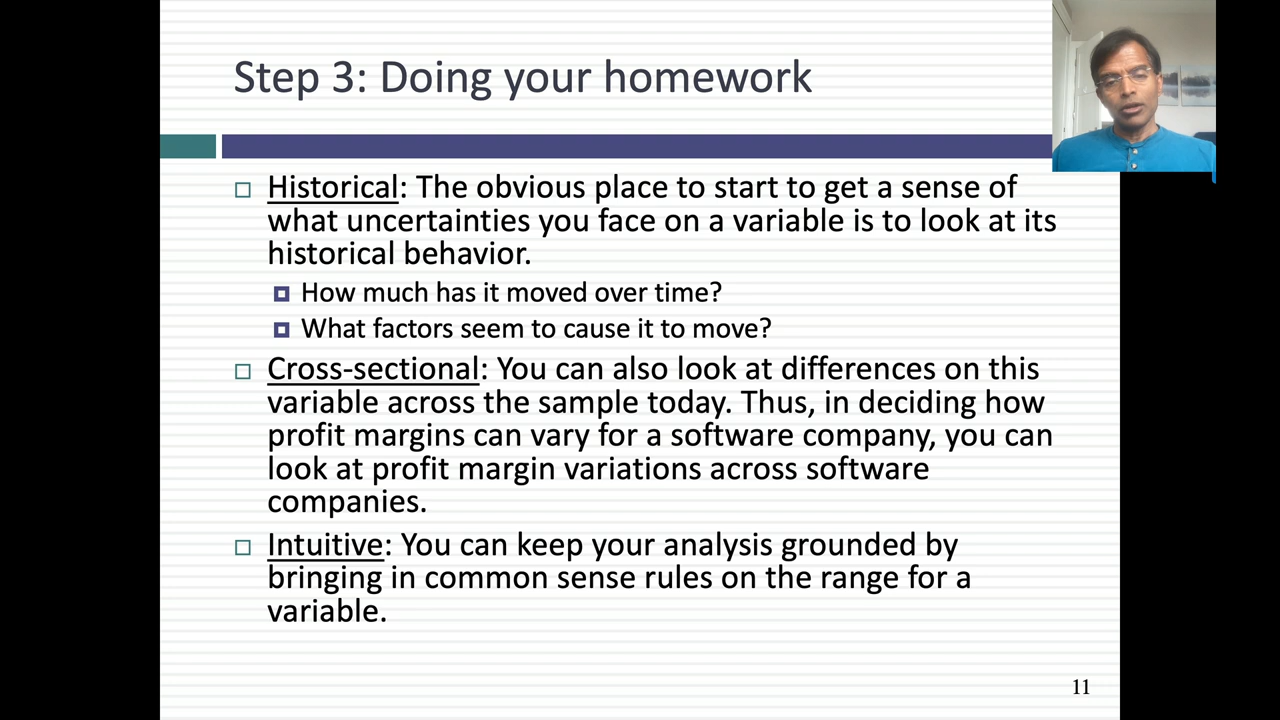 Step 3: Doing your homework
Historical: The obvious place to start to get a sense of
what uncertainties you face on a variable is to look at its
historical behavior.
How much has it moved over time?
What factors seem to cause it to move?
Cross-sectional: You can also look at differences on this
variable across the sample today. Thus, in deciding how
profit margins can vary for a software company, you can
look at profit margin variations across software
companies.
Intuitive: You can keep your analysis grounded by
bringing in common sense rules on the range for a
variable.
11